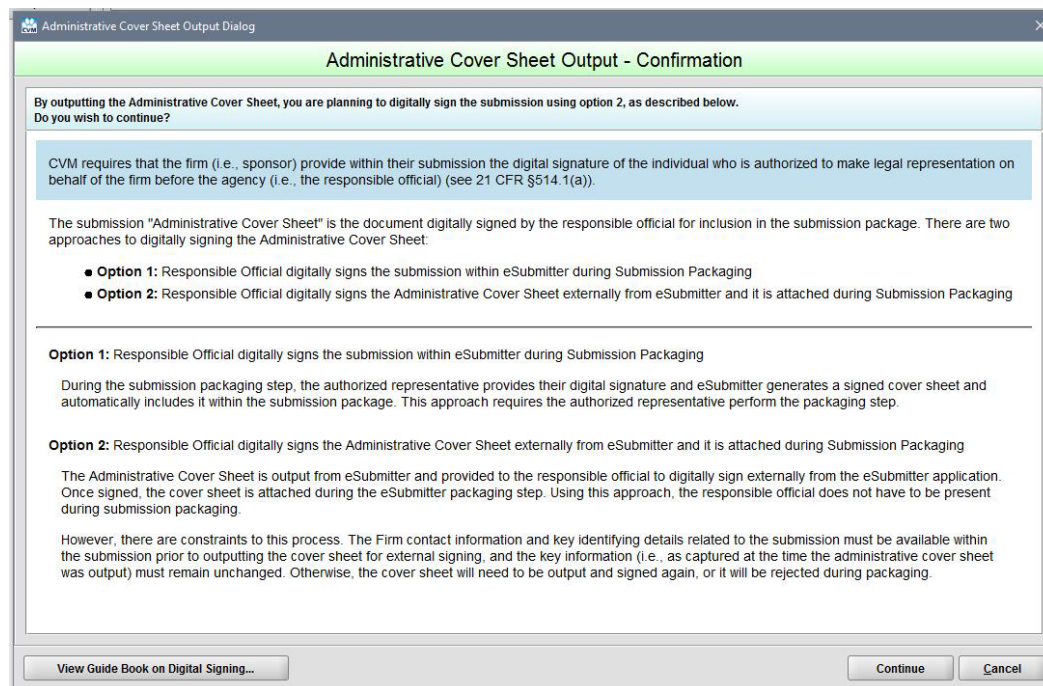 CVM Administrative Cover Sheet Output Dialog
Administrative Cover Sheet Output - Confirmation
By outputting the Administrative Cover Sheet, you are planning to digitally sign the submission using option 2, as described below.
Do you wish to continue?
CVM requires that the firm (i.e., sponsor) provide within their submission the digital signature of the individual who is authorized to make legal representation on
behalf of the firm before the agency (i.e., the responsible official) (see 21 CFR §514.1(a)).
The submission "Administrative Cover Sheet" is the document digitally signed by the responsible official for inclusion in the submission package. There are two
approaches to digitally signing the Administrative Cover Sheet:
● Option 1: Responsible Official digitally signs the submission within eSubmitter during Submission Packaging
● Option 2: Responsible Official digitally signs the Administrative Cover Sheet externally from eSubmitter and it is attached during Submission Packaging
Option 1: Responsible Official digitally signs the submission within eSubmitter during Submission Packaging
During the submission packaging step, the authorized representative provides their digital signature and eSubmitter generates a signed cover sheet and
automatically includes it within the submission package. This approach requires the authorized representative perform the packaging step.
Option 2: Responsible Official digitally signs the Administrative Cover Sheet externally from eSubmitter and it is attached during Submission Packaging
The Administrative Cover Sheet is output from eSubmitter and provided to the responsible official to digitally sign externally from the eSubmitter application.
Once signed, the cover sheet is attached during the eSubmitter packaging step. Using this approach, the responsible official does not have to be present
during submission packaging.
However, there are constraints to this process. The Firm contact information and key identifying details related to the submission must be available within
the submission prior to outputting the cover sheet for external signing, and the key information (i.e., as captured at the time the administrative cover sheet
was output) must remain unchanged. Otherwise, the cover sheet will need to be output and signed again, or it will be rejected during packaging.
View Guide Book on Digital Signing... Continue Cancel